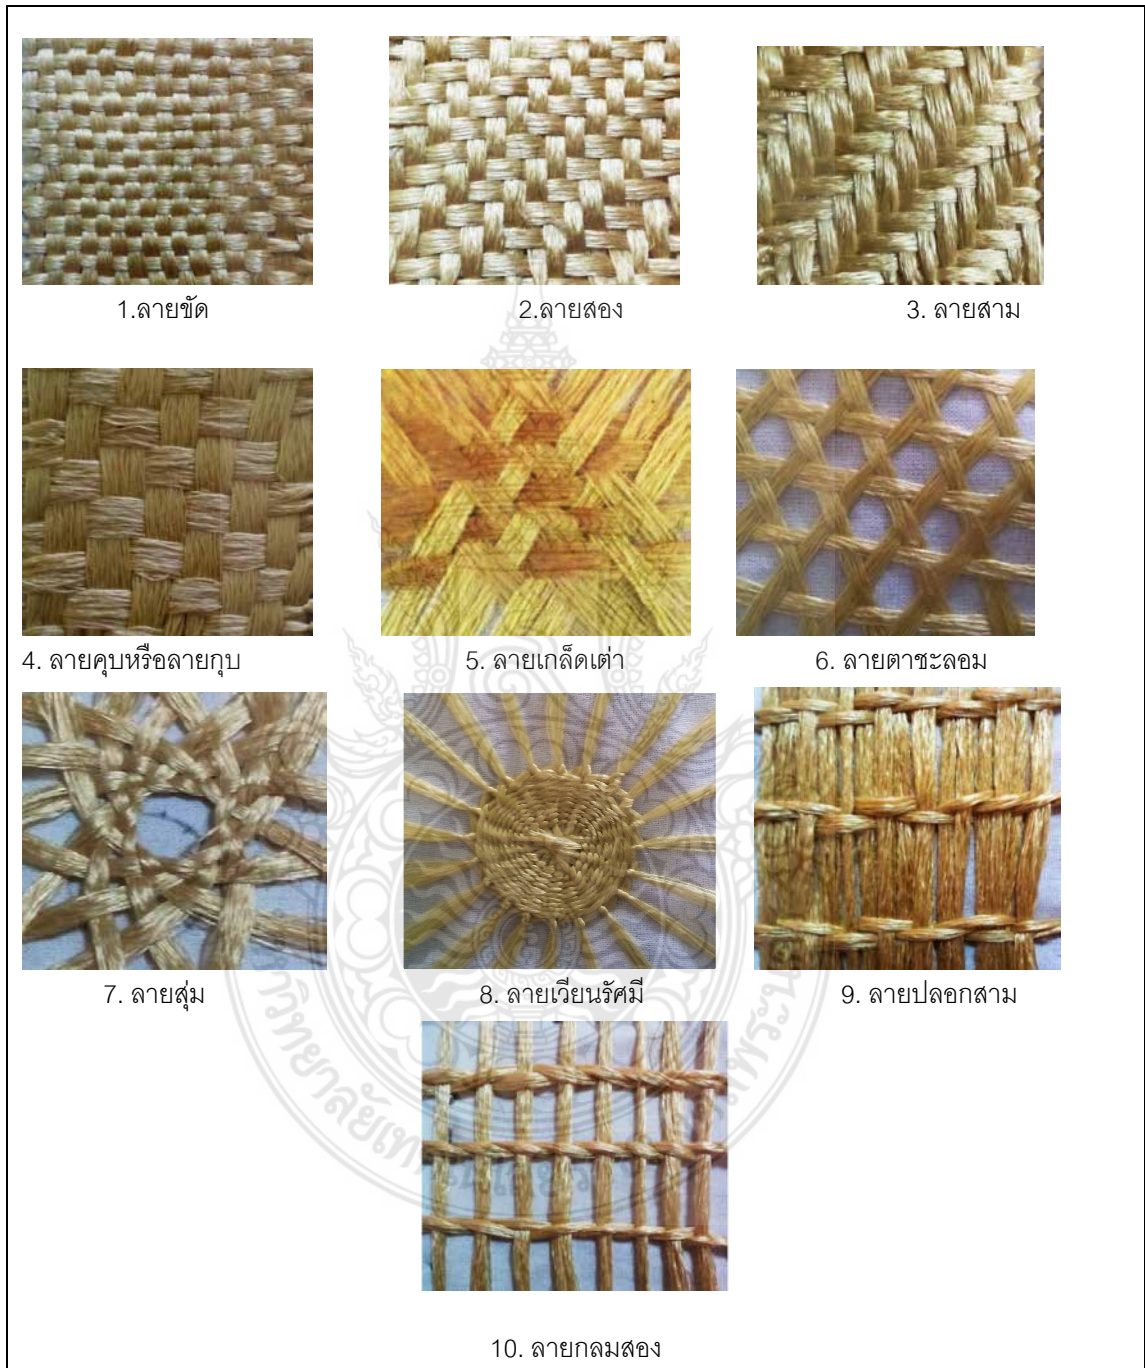 1.ลายขัด
2.ลายสอง
3. ลายสาม
4. ลายคุบหรือลายกุบ
5. ลายเกล็ดเต่า
6. ลายตาชะลอม
7. ลายสุ่ม
8. ลายเวียนรัศมี
9. ลายปลอกสาม
10. ลายกลมสอง